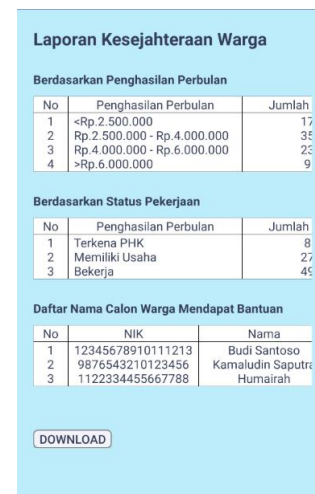 Laporan Kesejahteraan Warga
Berdasarkan Penghasilan Perbulan
No Penghasilan Perbulan Jumlah
1 <Rp.2.500.000 17
2 Rp.2.500.000 - Rp.4.000.000 35
3 Rp.4.000.000 - Rp.6.000.000 23
4 >Rp.6.000.000 9
Berdasarkan Status Pekerjaan
No Penghasilan Perbulan Jumlah
1 Terkena PHK 8
2 Memiliki Usaha 27
3 Bekerja 49
Daftar Nama Calon Warga Mendapat Bantuan
No NIK Nama
1 12345678910111213 Budi Santoso
2 9876543210123456 Kamaludin Saputra
3 1122334455667788 Humairah
DOWNLOAD